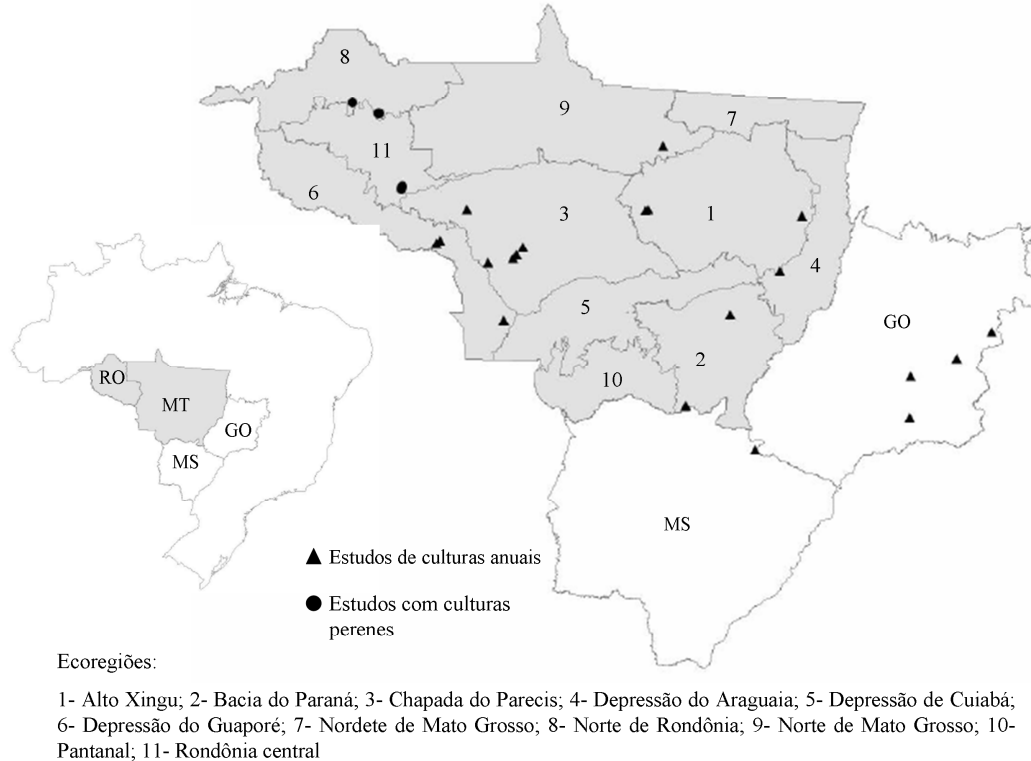 8
9
7
11
6
3
1
4
5
GO
2
10
RO
MT
GO
MS
MS
Estudos de culturas anuais
Estudos com culturas
perenes
Ecoregiões:
1- Alto Xingu; 2- Bacia do Paraná; 3- Chapada do Parecis; 4- Depressão do Araguaia; 5- Depressão de Cuiabá;
6- Depressão do Guaporé; 7- Nordete de Mato Grosso; 8- Norte de Rondônia; 9- Norte de Mato Grosso; 10-
Pantanal; 11- Rondônia central